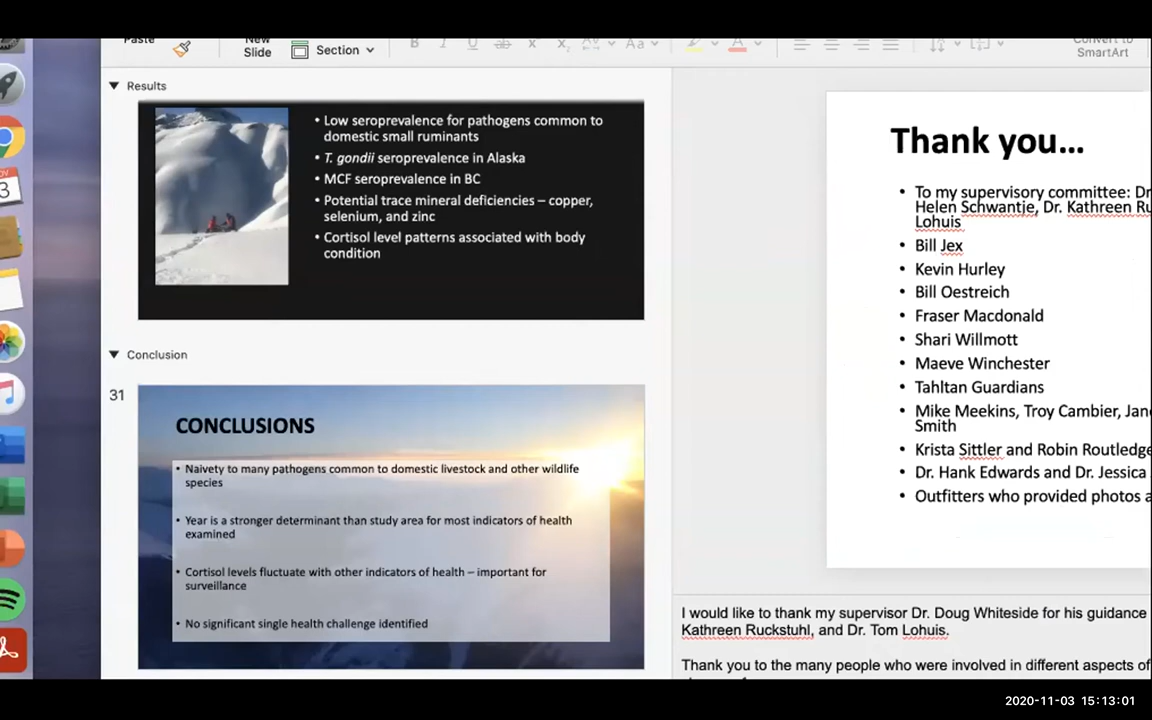 Paste
New
Slide
Section
B I U ab x x₂ Aa A
Convert to
SmartArt
Results
• Low seroprevalence for pathogens common to
domestic small ruminants
• T. gondii seroprevalence in Alaska
• MCF seroprevalence in BC
• Potential trace mineral deficiencies – copper,
selenium, and zinc
• Cortisol level patterns associated with body
condition
Conclusion
31
CONCLUSIONS
• Naivety to many pathogens common to domestic livestock and other wildlife
species
• Year is a stronger determinant than study area for most indicators of health
examined
• Cortisol levels fluctuate with other indicators of health – important for
surveillance
• No significant single health challenge identified
Thank you...
• To my supervisory committee: Dr
Helen Schwantje, Dr. Kathreen Ru
Lohuis
• Bill Jex
• Kevin Hurley
• Bill Oestreich
• Fraser Macdonald
• Shari Willmott
• Maeve Winchester
• Tahltan Guardians
• Mike Meekins, Troy Cambier, Jan
Smith
• Krista Sittler and Robin Routledge
• Dr. Hank Edwards and Dr. Jessica
• Outfitters who provided photos a
I would like to thank my supervisor Dr. Doug Whiteside for his guidance
Kathreen Ruckstuhl, and Dr. Tom Lohuis.
Thank you to the many people who were involved in different aspects of
2020-11-03 15:13:01